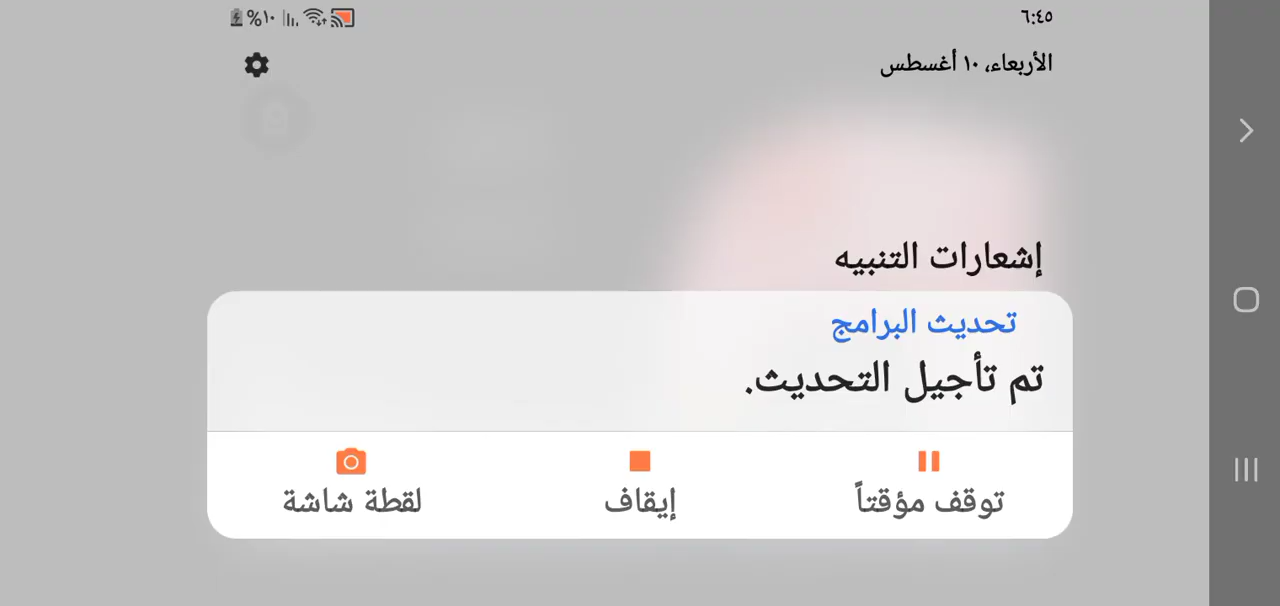 ٦:٤٥
%١٠
الأربعاء، ١٠ أغسطس
إشعارات التنبيه
تحديث البرامج
تم تأجيل التحديث.
توقف مؤقتاً
إيقاف
لقطة شاشة